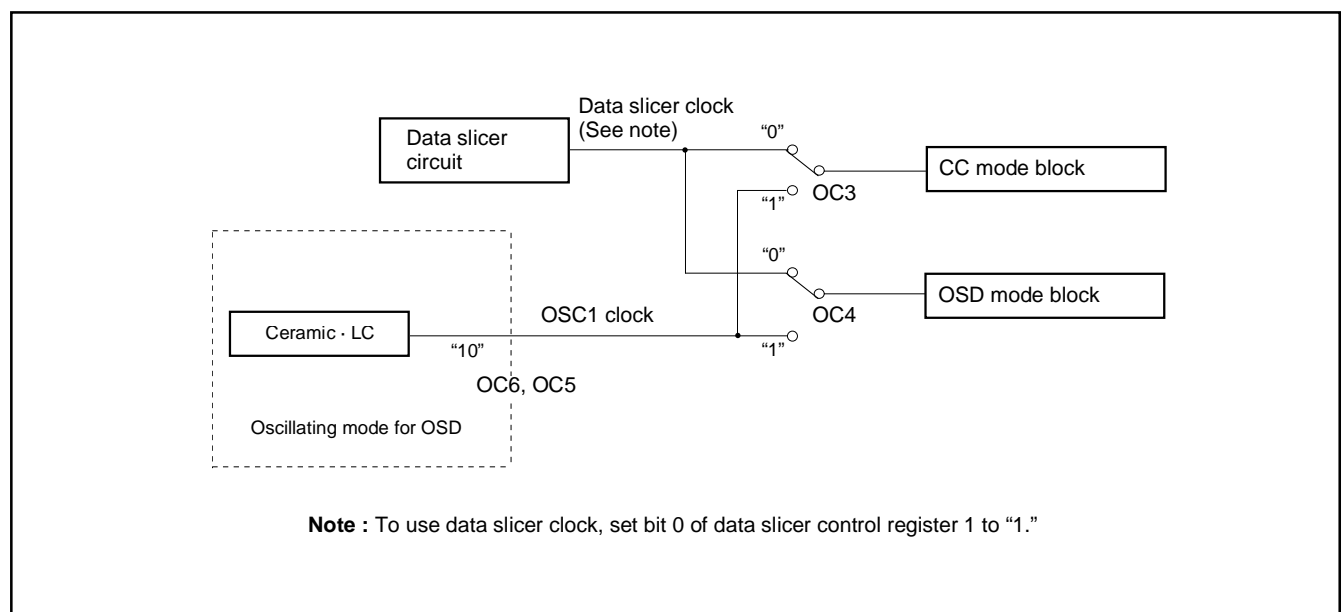 Data slicer clock
(See note)
Data slicer
circuit
“0”
CC mode block
“1”
OC3
“0”
OSD mode block
OC4
OSC1 clock
Ceramic · LC
“10”
“1”
OC6, OC5
Oscillating mode for OSD
Note : To use data slicer clock, set bit 0 of data slicer control register 1 to “1.”